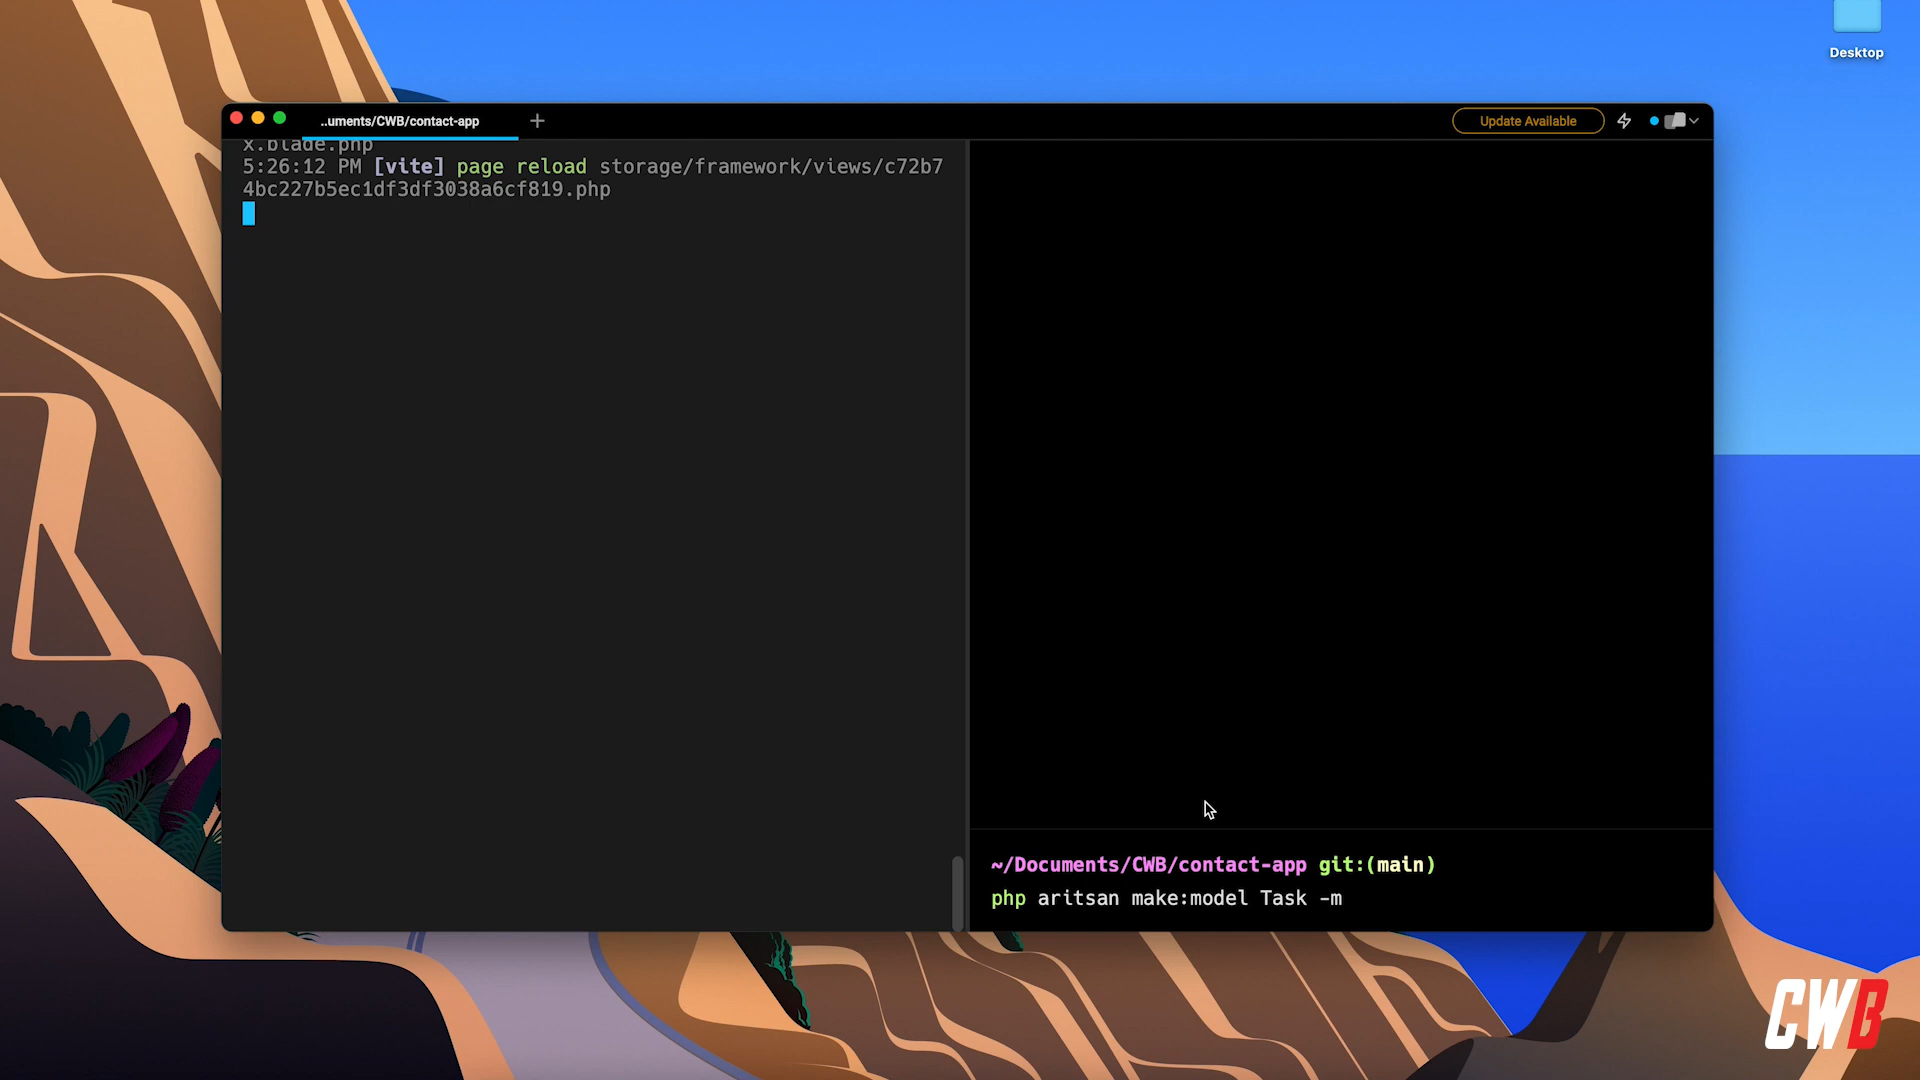 Desktop
..uments/CWB/contact-app
+
Update Available
x.blade.php
5:26:12 PM [vite] page reload storage/framework/views/c72b7
4bc227b5ec1df3df3038a6cf819.php
~/Documents/CWB/contact-app git:(main)
php aritsan make:model Task -m
CWB